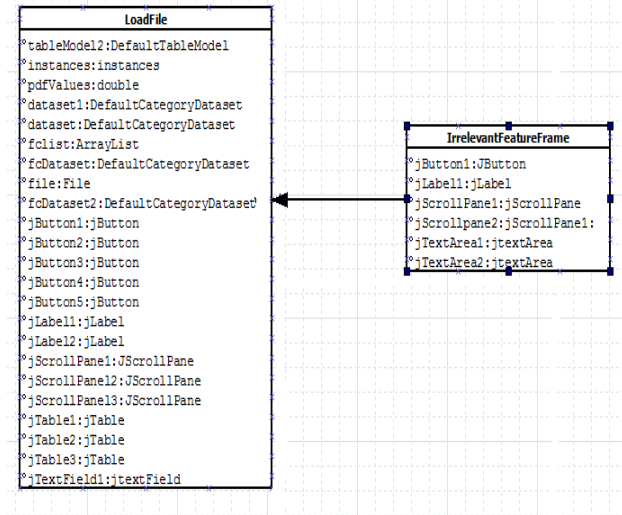 LoadFile
tableModel2:DefaultTableModel
instances:instances
pdfValues:double
dataset1:DefaultCategoryDataset
dataset:DefaultCategoryDataset
fclist:ArrayList
fcDataset:DefaultCategoryDataset
file:File
fcDataset2:DefaultCategoryDataset
jButton1:jButton
jButton2:jButton
jButton3:jButton
jButton4:jButton
jButton5:jButton
jLabel1:jLabel
jLabel2:jLabel
jScrollPane1:JScrollPane
jScrollPanel2:JScrollPane
jScrollPanel3:JScrollPane
jTable1:jTable
jTable2:jTable
jTable3:jTable
jTextField1:jtextField
IrrelevantFeatureFrame
jButton1:JButton
jLabel1:jLabel
jScrollPane1:jScrollPane
jScrollpane2:jScrollPane1:
jTextArea1:jtextArea
jTextArea2:jtextArea